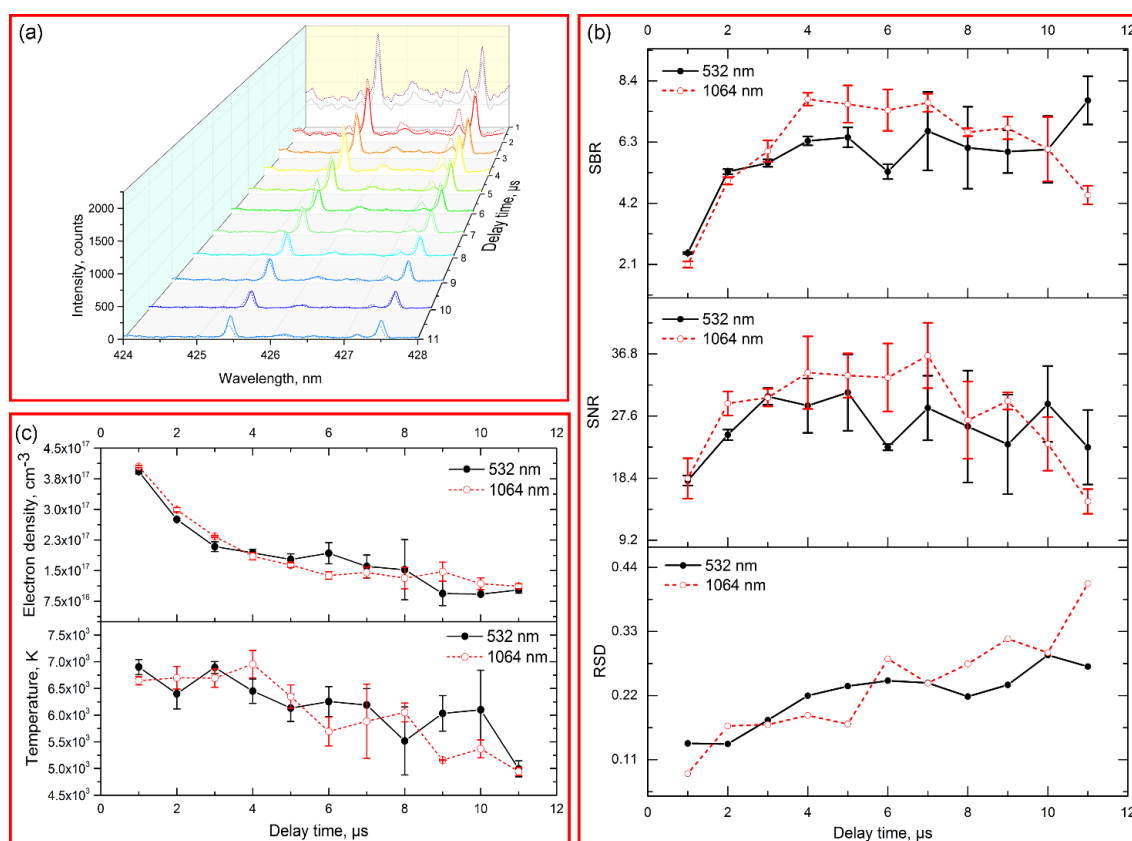 (a)
2000
1500
1000
500
0
Intensity, counts
424
425
426
427
428
Wavelength, nm
1
2
3
4
5
6
7
8
9
10
11
Delay time, µs
(b)
0 2 4 6 8 10 12
532 nm
1064 nm
8.4
6.3
4.2
2.1
SBR
532 nm
1064 nm
36.8
27.6
18.4
9.2
SNR
532 nm
1064 nm
0.44
0.33
0.22
0.11
RSD
0 2 4 6 8 10 12
Delay time, µs
(c)
0 2 4 6 8 10 12
4.5x10¹⁷
3.8x10¹⁷
3.0x10¹⁷
2.3x10¹⁷
1.5x10¹⁷
7.5x10¹⁶
Electron density, cm⁻³
532 nm
1064 nm
7.5x10³
7.0x10³
6.5x10³
6.0x10³
5.5x10³
5.0x10³
4.5x10³
Temperature, K
532 nm
1064 nm
0 2 4 6 8 10 12
Delay time, µs